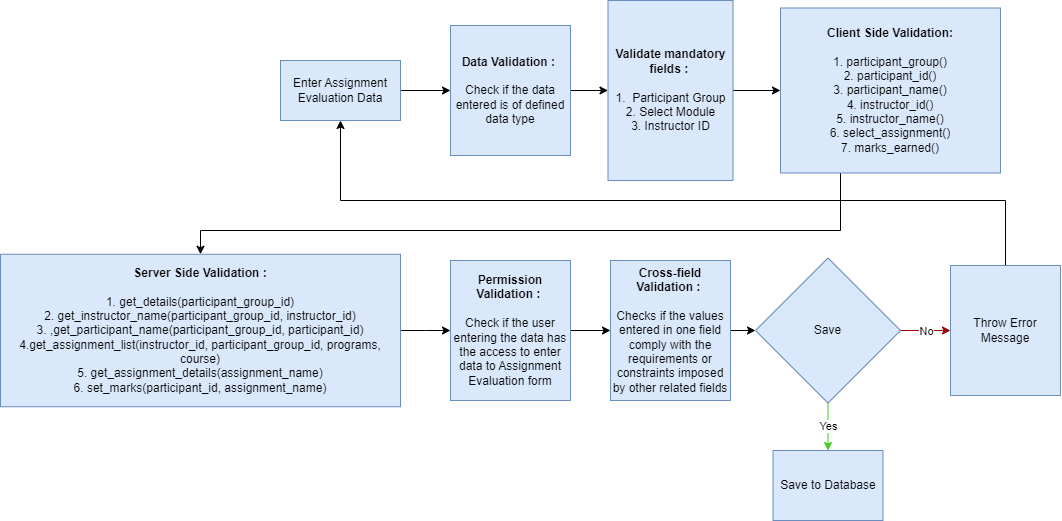 Enter Assignment
Evaluation Data
Data Validation :
Check if the data
entered is of defined
data type
Validate mandatory
fields :
1.  Participant Group
2. Select Module
3. Instructor ID
Client Side Validation:
1. participant_group()
2. participant_id()
3. participant_name()
4. instructor_id()
5. instructor_name()
6. select_assignment()
7. marks_earned()
Server Side Validation :
1. get_details(participant_group_id)
2. get_instructor_name(participant_group_id, instructor_id)
3. ,get_participant_name(participant_group_id, participant_id)
4.get_assignment_list(instructor_id, participant_group_id, programs,
course)
5. get_assignment_details(assignment_name)
6. set_marks(participant_id, assignment_name)
Permission
Validation :
Check if the user
entering the data has
the access to enter
data to Assignment
Evaluation form
Cross-field
Validation :
Checks if the values
entered in one field
comply with the
requirements or
constraints imposed
by other related fields
Save
No
Throw Error
Message
Yes
Save to Database